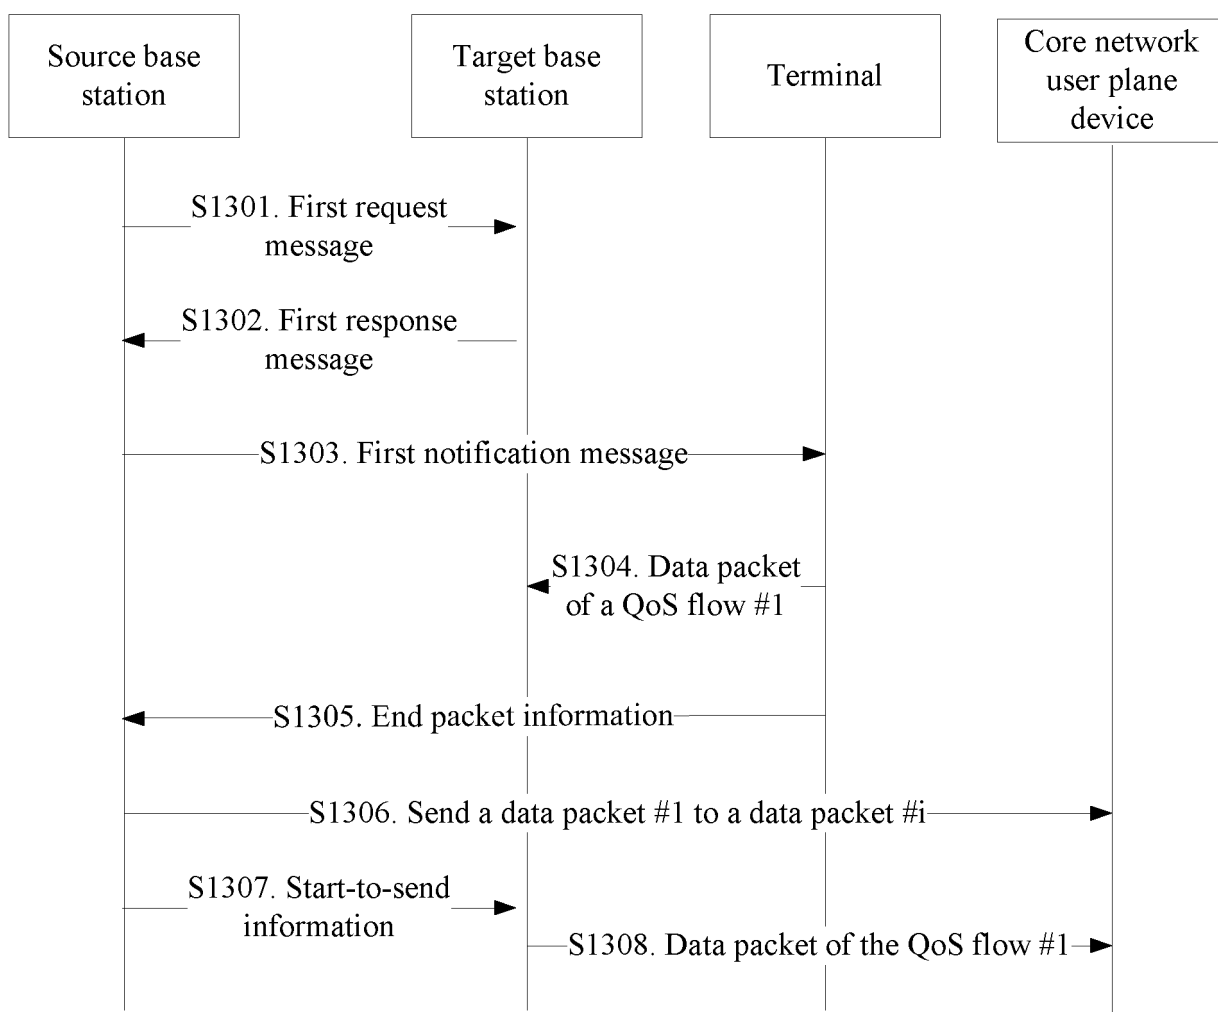 Source base
station
Target base
station
Terminal
Core network
user plane
device
S1301. First request
message
S1302. First response
message
S1303. First notification message
S1304. Data packet
of a QoS flow #1
S1305. End packet information
S1306. Send a data packet #1 to a data packet #i
S1307. Start-to-send
information
S1308. Data packet of the QoS flow #1